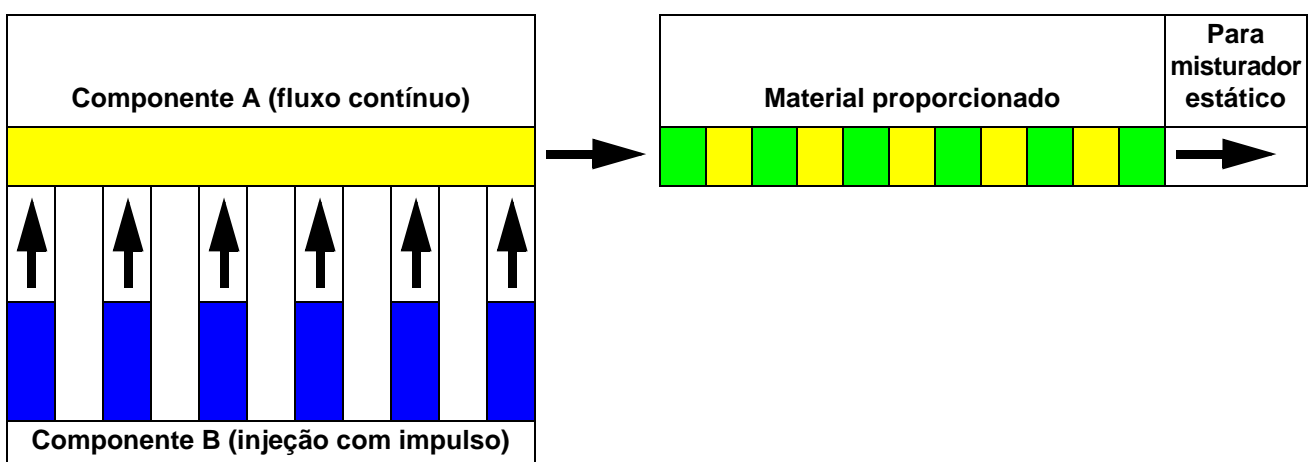 Componente A (fluxo contínuo)
Material proporcionado
Para
misturador
estático
Componente B (injeção com impulso)